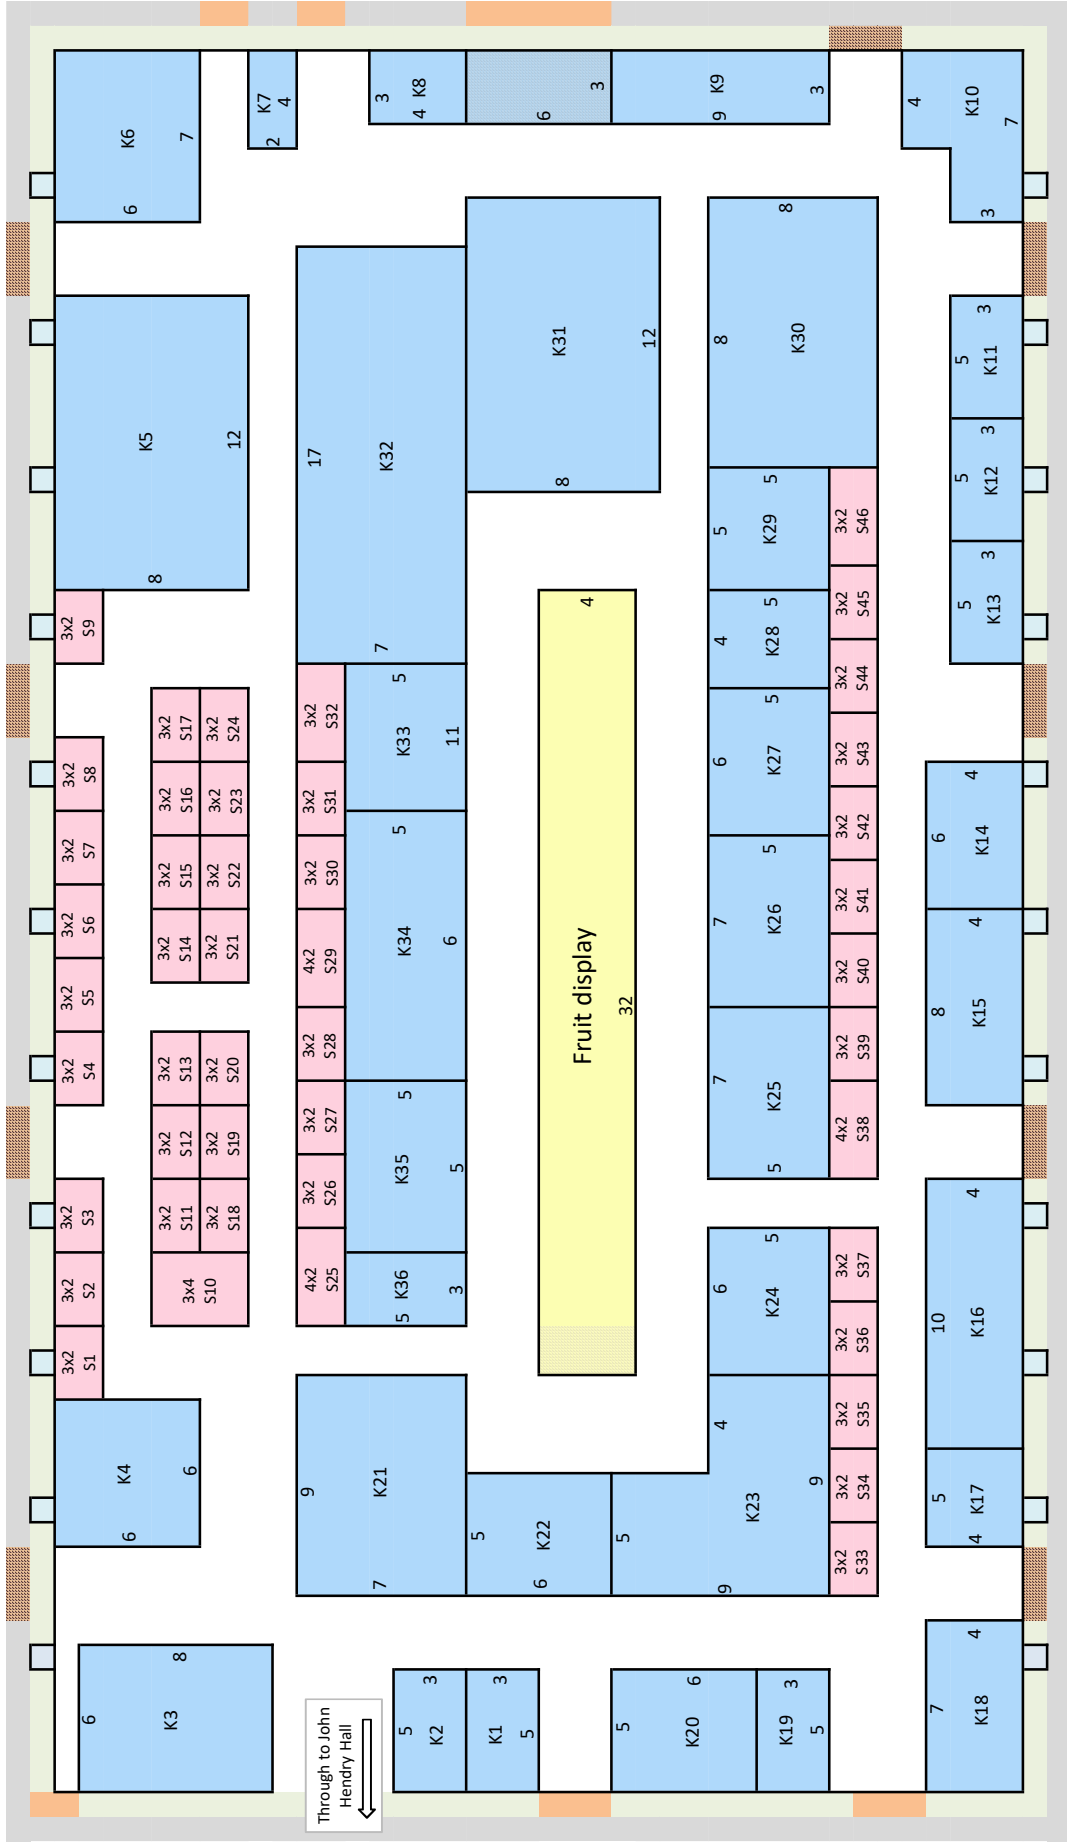 6
K3
8
6
K4
6
3x2
S1
3x2
S2
3x2
S3
3x2
S4
3x2
S5
3x2
S6
3x2
S7
3x2
S8
3x2
S9
8
K5
12
6
K6
7
3x4
S10
3x2
S11
3x2
S12
3x2
S13
3x2
S14
3x2
S15
3x2
S16
3x2
S17
3x2
S18
3x2
S19
3x2
S20
3x2
S21
3x2
S22
3x2
S23
3x2
S24
2
K7
4
Through to John
Hendry Hall
9
K21
7
4x2
S25
3x2
S26
3x2
S27
3x2
S28
4x2
S29
3x2
S30
3x2
S31
3x2
S32
17
K32
7
3
K8
4
5
K36
3
5
K35
5
5
K34
6
5
K33
11
5
K2
3
3
K1
5
5
K22
6
Fruit display
32
4
8
K31
12
6
3
5
K20
6
5
K23
9
4
9
3
K19
5
6
K24
5
7
K25
5
7
K26
5
6
K27
5
4
K28
5
5
K29
5
8
K30
8
K9
9
3
3x2
S33
3x2
S34
3x2
S35
3x2
S36
3x2
S37
4x2
S38
3x2
S39
3x2
S40
3x2
S41
3x2
S42
3x2
S43
3x2
S44
3x2
S45
3x2
S46
7
K18
4
5
K17
4
10
K16
4
8
K15
4
6
K14
4
5
K13
3
5
K12
3
5
K11
3
4
K10
7
3